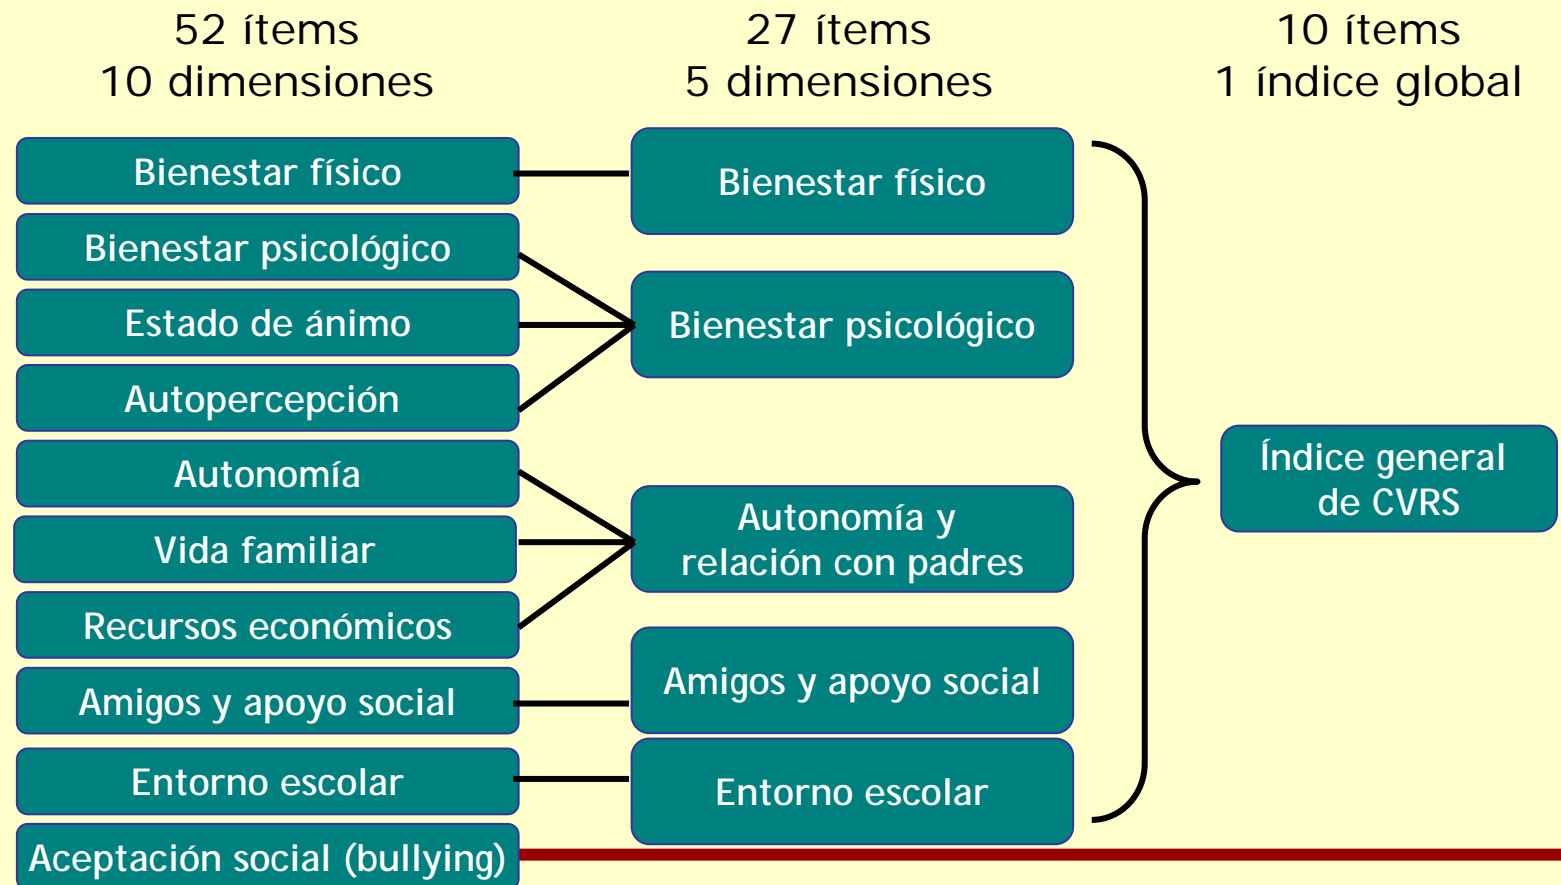 52 ítems
10 dimensiones
27 ítems
5 dimensiones
10 ítems
1 índice global
Bienestar físico
Bienestar psicológico
Estado de ánimo
Autopercepción
Autonomía
Vida familiar
Recursos económicos
Amigos y apoyo social
Entorno escolar
Aceptación social (bullying)
Bienestar físico
Bienestar psicológico
Autonomía y
relación con padres
Amigos y apoyo social
Entorno escolar
Índice general
de CVRS